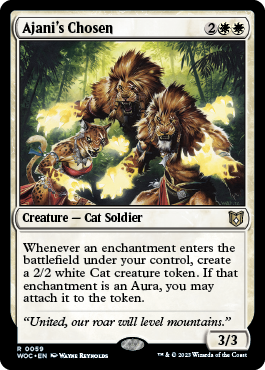 Ajani's Chosen 2
Creature — Cat Soldier
Whenever an enchantment enters the
battlefield under your control, create
a 2/2 white Cat creature token. If that
enchantment is an Aura, you may
attach it to the token.
“United, our roar will level mountains.”
3/3
R 0059
WOC • EN Wayne Reynolds
™ & © 2023 Wizards of the Coast